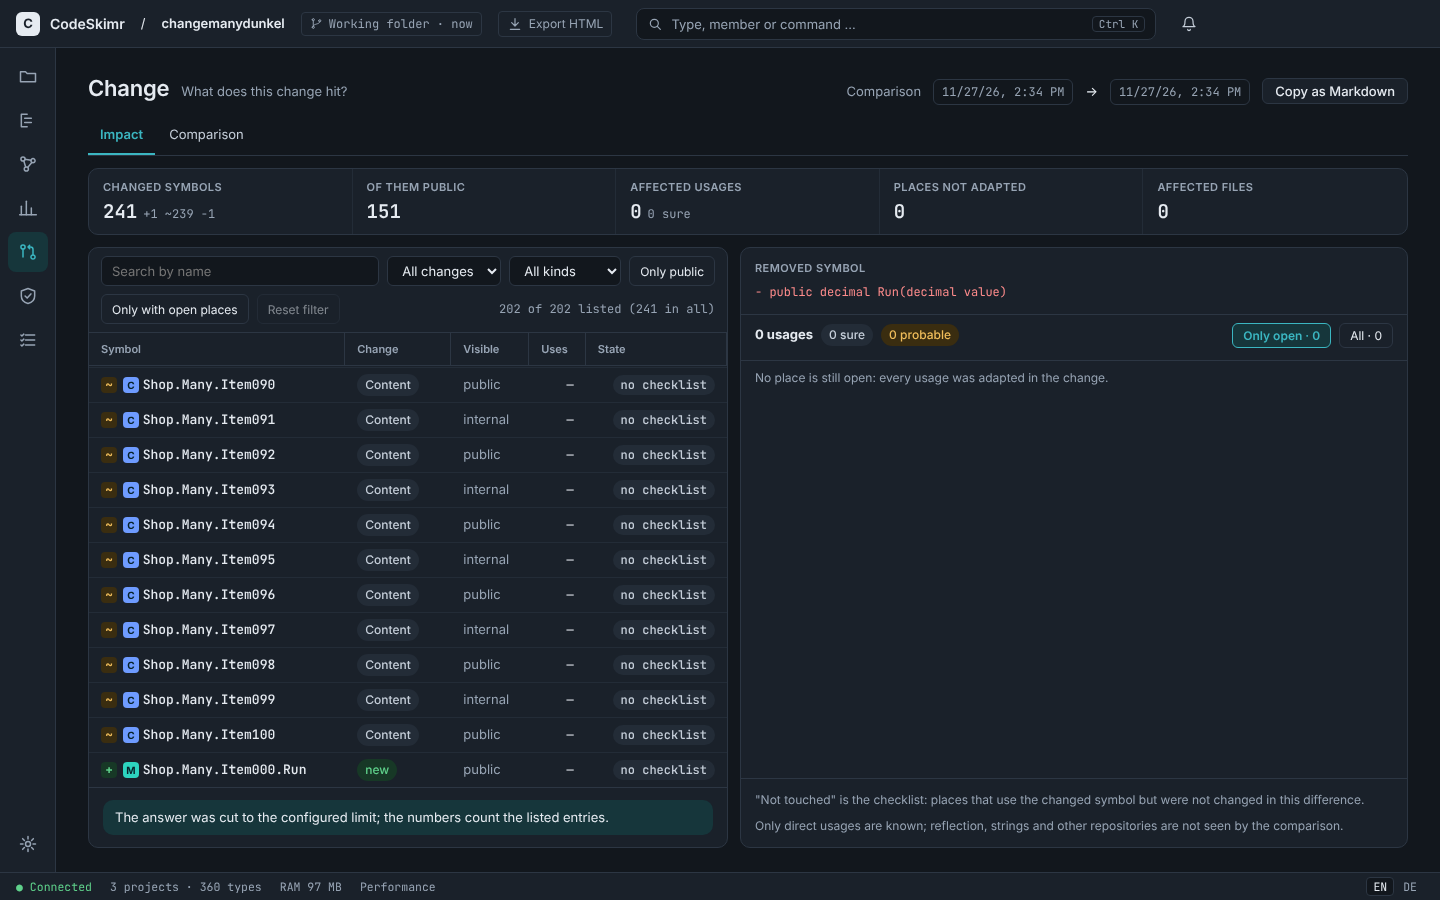 C CodeSkimr / changemanydunkel Working folder · now Export HTML Type, member or command ... Ctrl K
Change What does this change hit? Comparison 11/27/26, 2:34 PM → 11/27/26, 2:34 PM Copy as Markdown
Impact Comparison
CHANGED SYMBOLS OF THEM PUBLIC AFFECTED USAGES PLACES NOT ADAPTED AFFECTED FILES
241 +1 ~239 -1 151 0 0 sure 0 0
Search by name All changes All kinds Only public
Only with open places Reset filter 202 of 202 listed (241 in all)
Symbol Change Visible Uses State
~ C Shop.Many.Item090 Content public – no checklist
~ C Shop.Many.Item091 Content internal – no checklist
~ C Shop.Many.Item092 Content public – no checklist
~ C Shop.Many.Item093 Content internal – no checklist
~ C Shop.Many.Item094 Content public – no checklist
~ C Shop.Many.Item095 Content internal – no checklist
~ C Shop.Many.Item096 Content public – no checklist
~ C Shop.Many.Item097 Content internal – no checklist
~ C Shop.Many.Item098 Content public – no checklist
~ C Shop.Many.Item099 Content internal – no checklist
~ C Shop.Many.Item100 Content public – no checklist
+ M Shop.Many.Item000.Run new public – no checklist
The answer was cut to the configured limit; the numbers count the listed entries.
REMOVED SYMBOL
- public decimal Run(decimal value)
0 usages 0 sure 0 probable Only open · 0 All · 0
No place is still open: every usage was adapted in the change.
"Not touched" is the checklist: places that use the changed symbol but were not changed in this difference.
Only direct usages are known; reflection, strings and other repositories are not seen by the comparison.
● Connected 3 projects · 360 types RAM 97 MB Performance EN DE